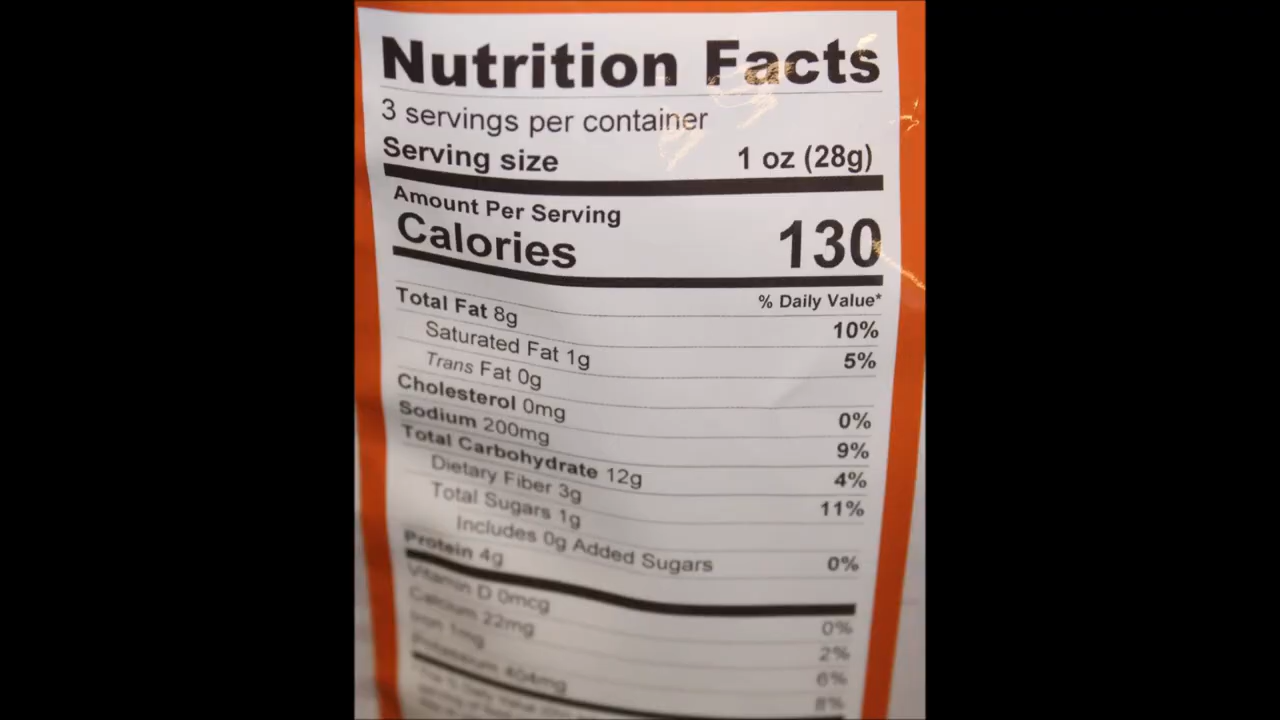 Nutrition Facts
3 servings per container
Serving size 1 oz (28g)
Amount Per Serving
Calories 130
% Daily Value*
Total Fat 8g 10%
Saturated Fat 1g 5%
Trans Fat 0g
Cholesterol 0mg 0%
Sodium 200mg 9%
Total Carbohydrate 12g 4%
Dietary Fiber 3g 11%
Total Sugars 1g
Includes 0g Added Sugars 0%
Protein 4g
Vitamin D 0mcg 0%
Calcium 22mg 2%
Iron 1mg 6%
Potassium 404mg 8%